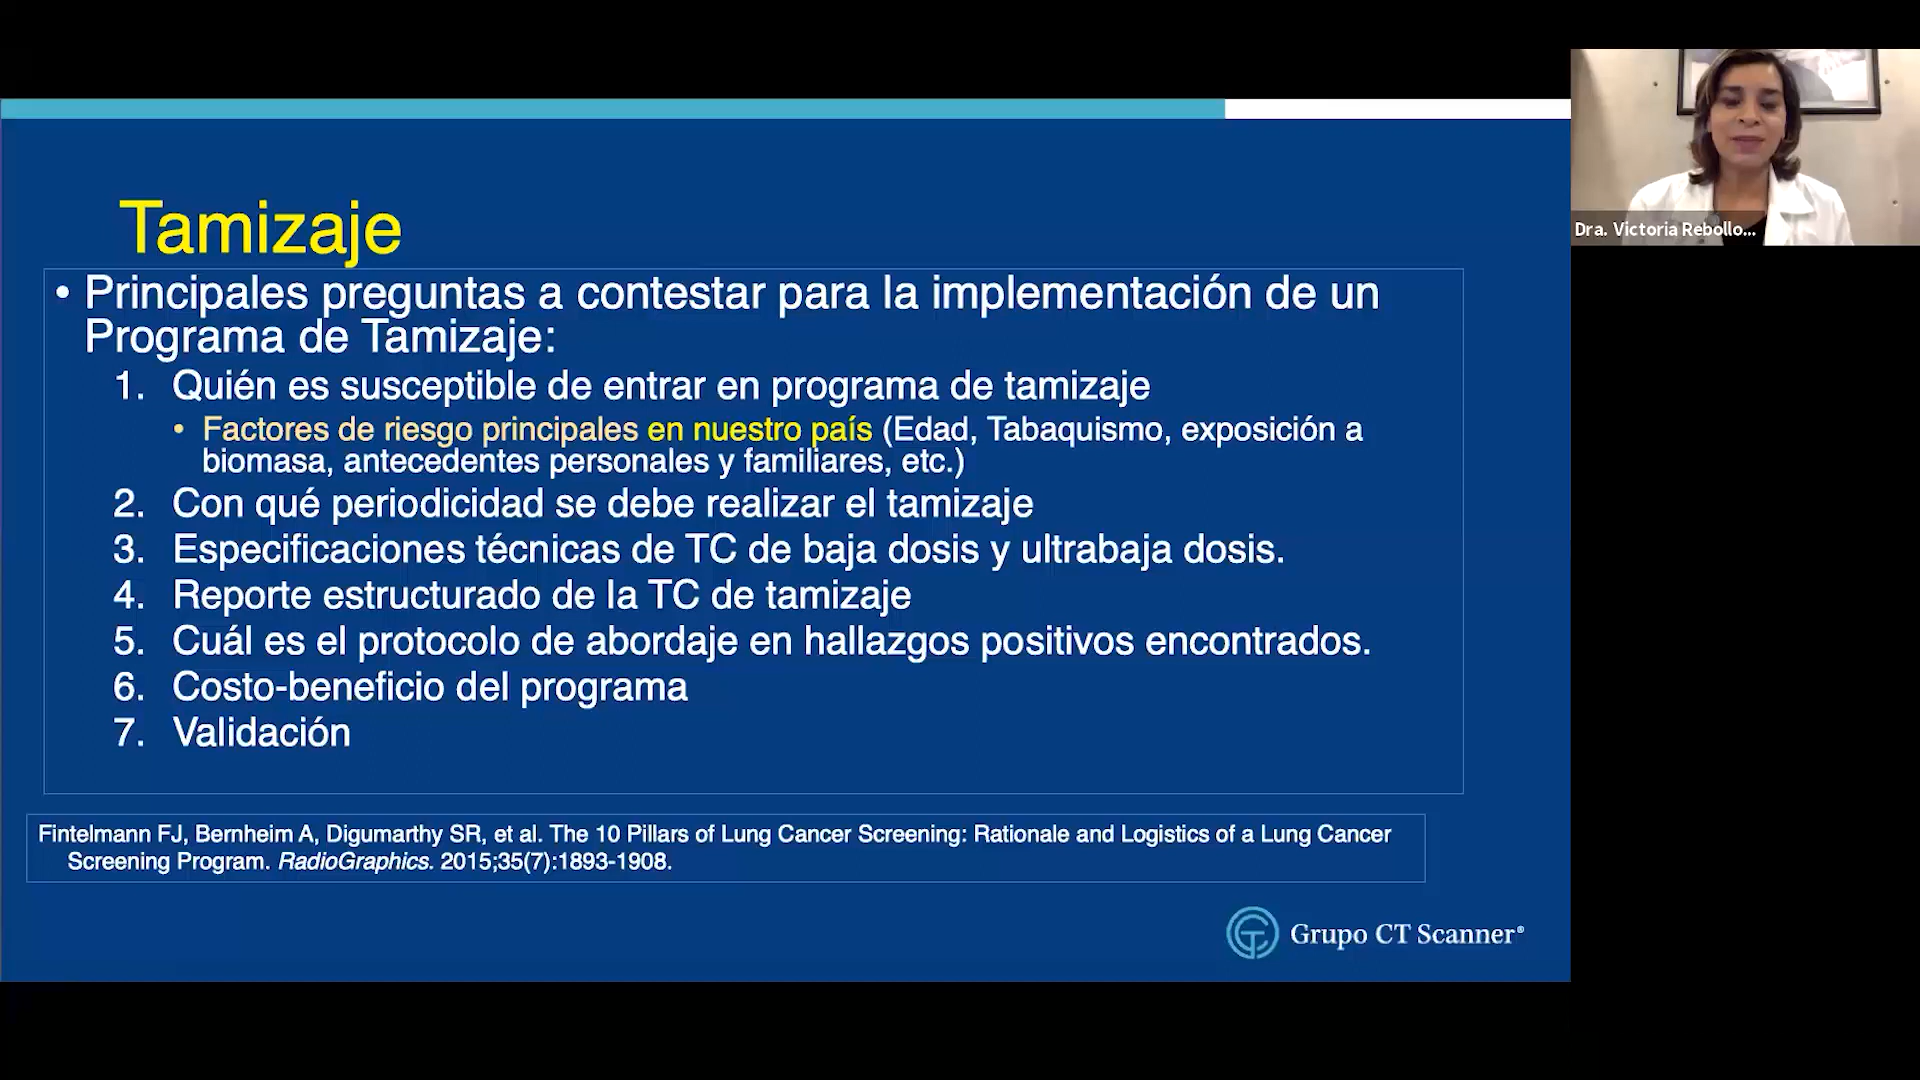 Tamizaje
• Principales preguntas a contestar para la implementación de un
Programa de Tamizaje:
1. Quién es susceptible de entrar en programa de tamizaje
• Factores de riesgo principales en nuestro país (Edad, Tabaquismo, exposición a
biomasa, antecedentes personales y familiares, etc.)
2. Con qué periodicidad se debe realizar el tamizaje
3. Especificaciones técnicas de TC de baja dosis y ultrabaja dosis.
4. Reporte estructurado de la TC de tamizaje
5. Cuál es el protocolo de abordaje en hallazgos positivos encontrados.
6. Costo-beneficio del programa
7. Validación
Fintelmann FJ, Bernheim A, Digumarthy SR, et al. The 10 Pillars of Lung Cancer Screening: Rationale and Logistics of a Lung Cancer
Screening Program. RadioGraphics. 2015;35(7):1893-1908.
Grupo CT Scanner®
Dra. Victoria Rebollo...